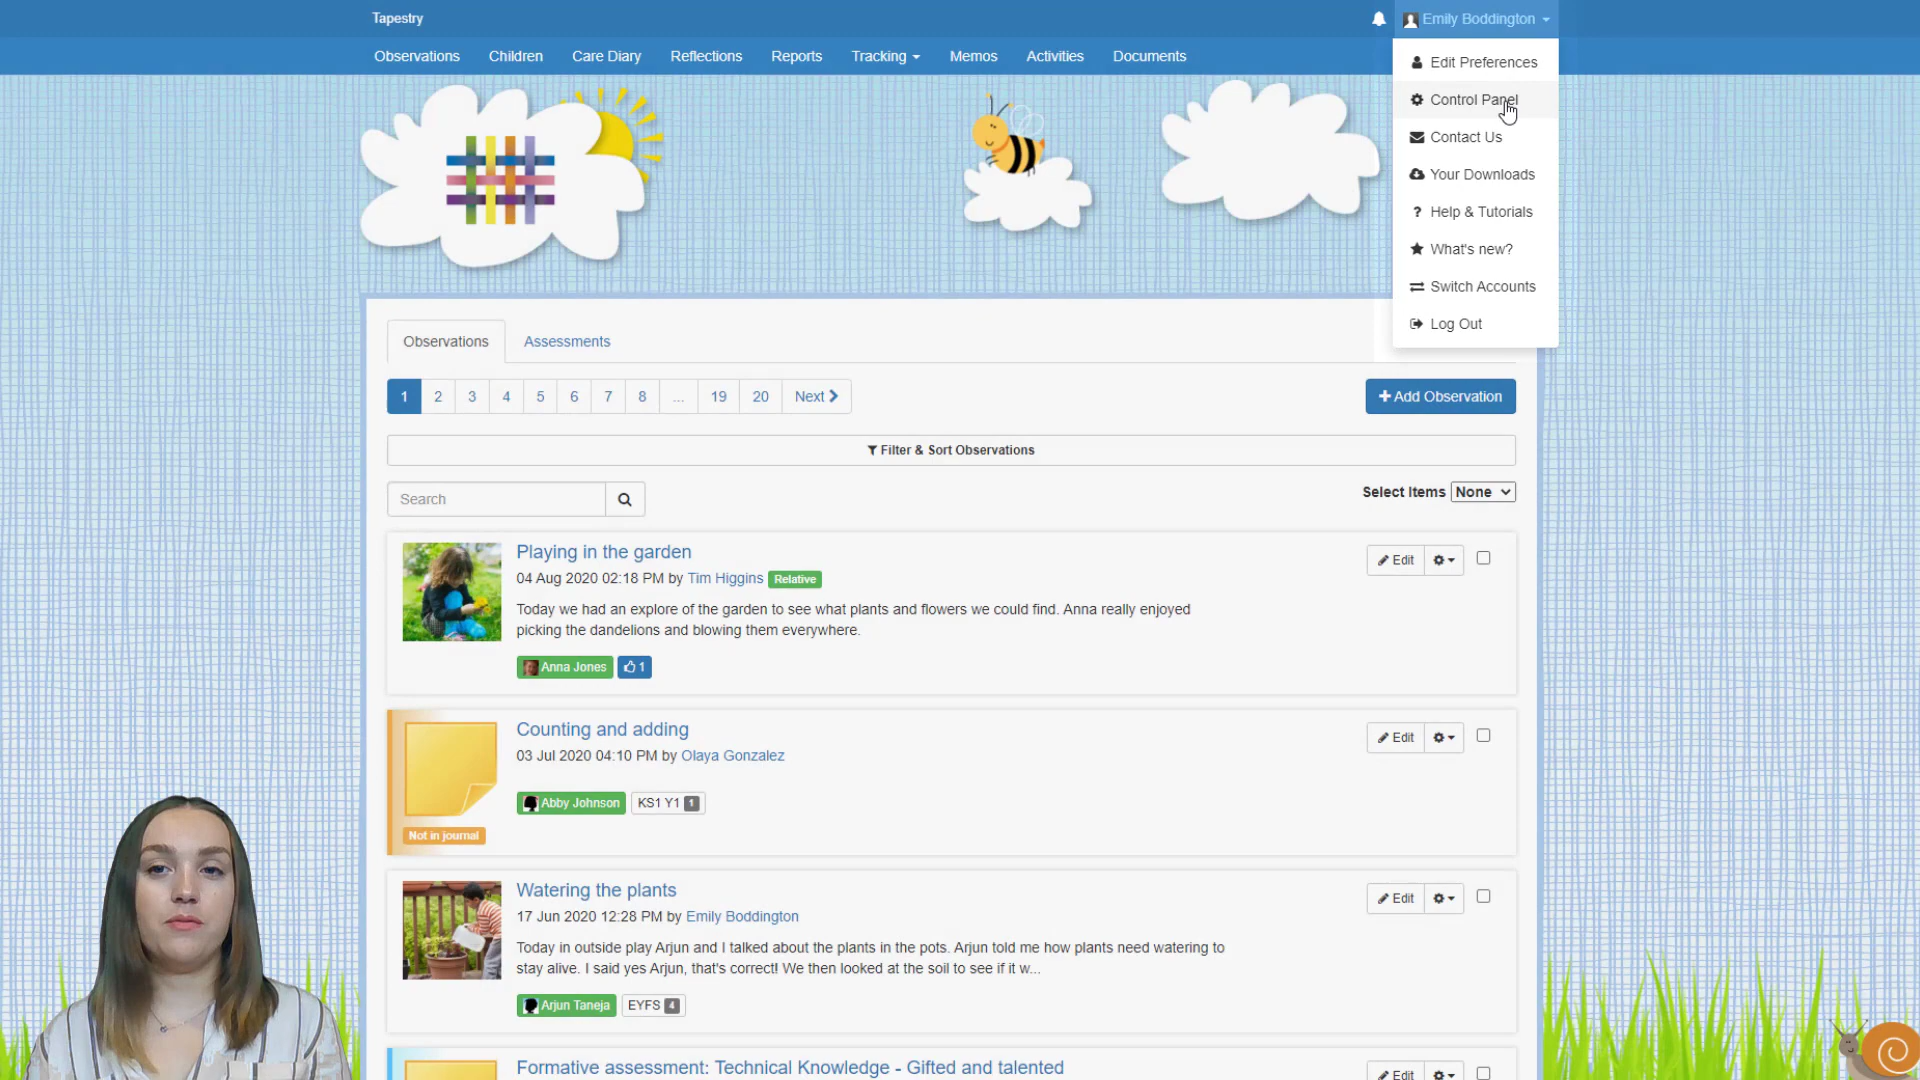 Tapestry
Emily Boddington
Observations Children Care Diary Reflections Reports Tracking Memos Activities Documents
Edit Preferences
Control Panel
Contact Us
Your Downloads
? Help & Tutorials
What's new?
Switch Accounts
Log Out
Observations Assessments
1 2 3 4 5 6 7 8 ... 19 20 Next
+ Add Observation
Filter & Sort Observations
Search
Select Items None
Playing in the garden
Edit
04 Aug 2020 02:18 PM by Tim Higgins Relative
Today we had an explore of the garden to see what plants and flowers we could find. Anna really enjoyed
picking the dandelions and blowing them everywhere.
Anna Jones 1
Counting and adding
Edit
03 Jul 2020 04:10 PM by Olaya Gonzalez
Abby Johnson KS1 Y1 1
Not in journal
Watering the plants
Edit
17 Jun 2020 12:28 PM by Emily Boddington
Today in outside play Arjun and I talked about the plants in the pots. Arjun told me how plants need watering to
stay alive. I said yes Arjun, that's correct! We then looked at the soil to see if it w...
Arjun Taneja EYFS 4
Formative assessment: Technical Knowledge - Gifted and talented
Edit